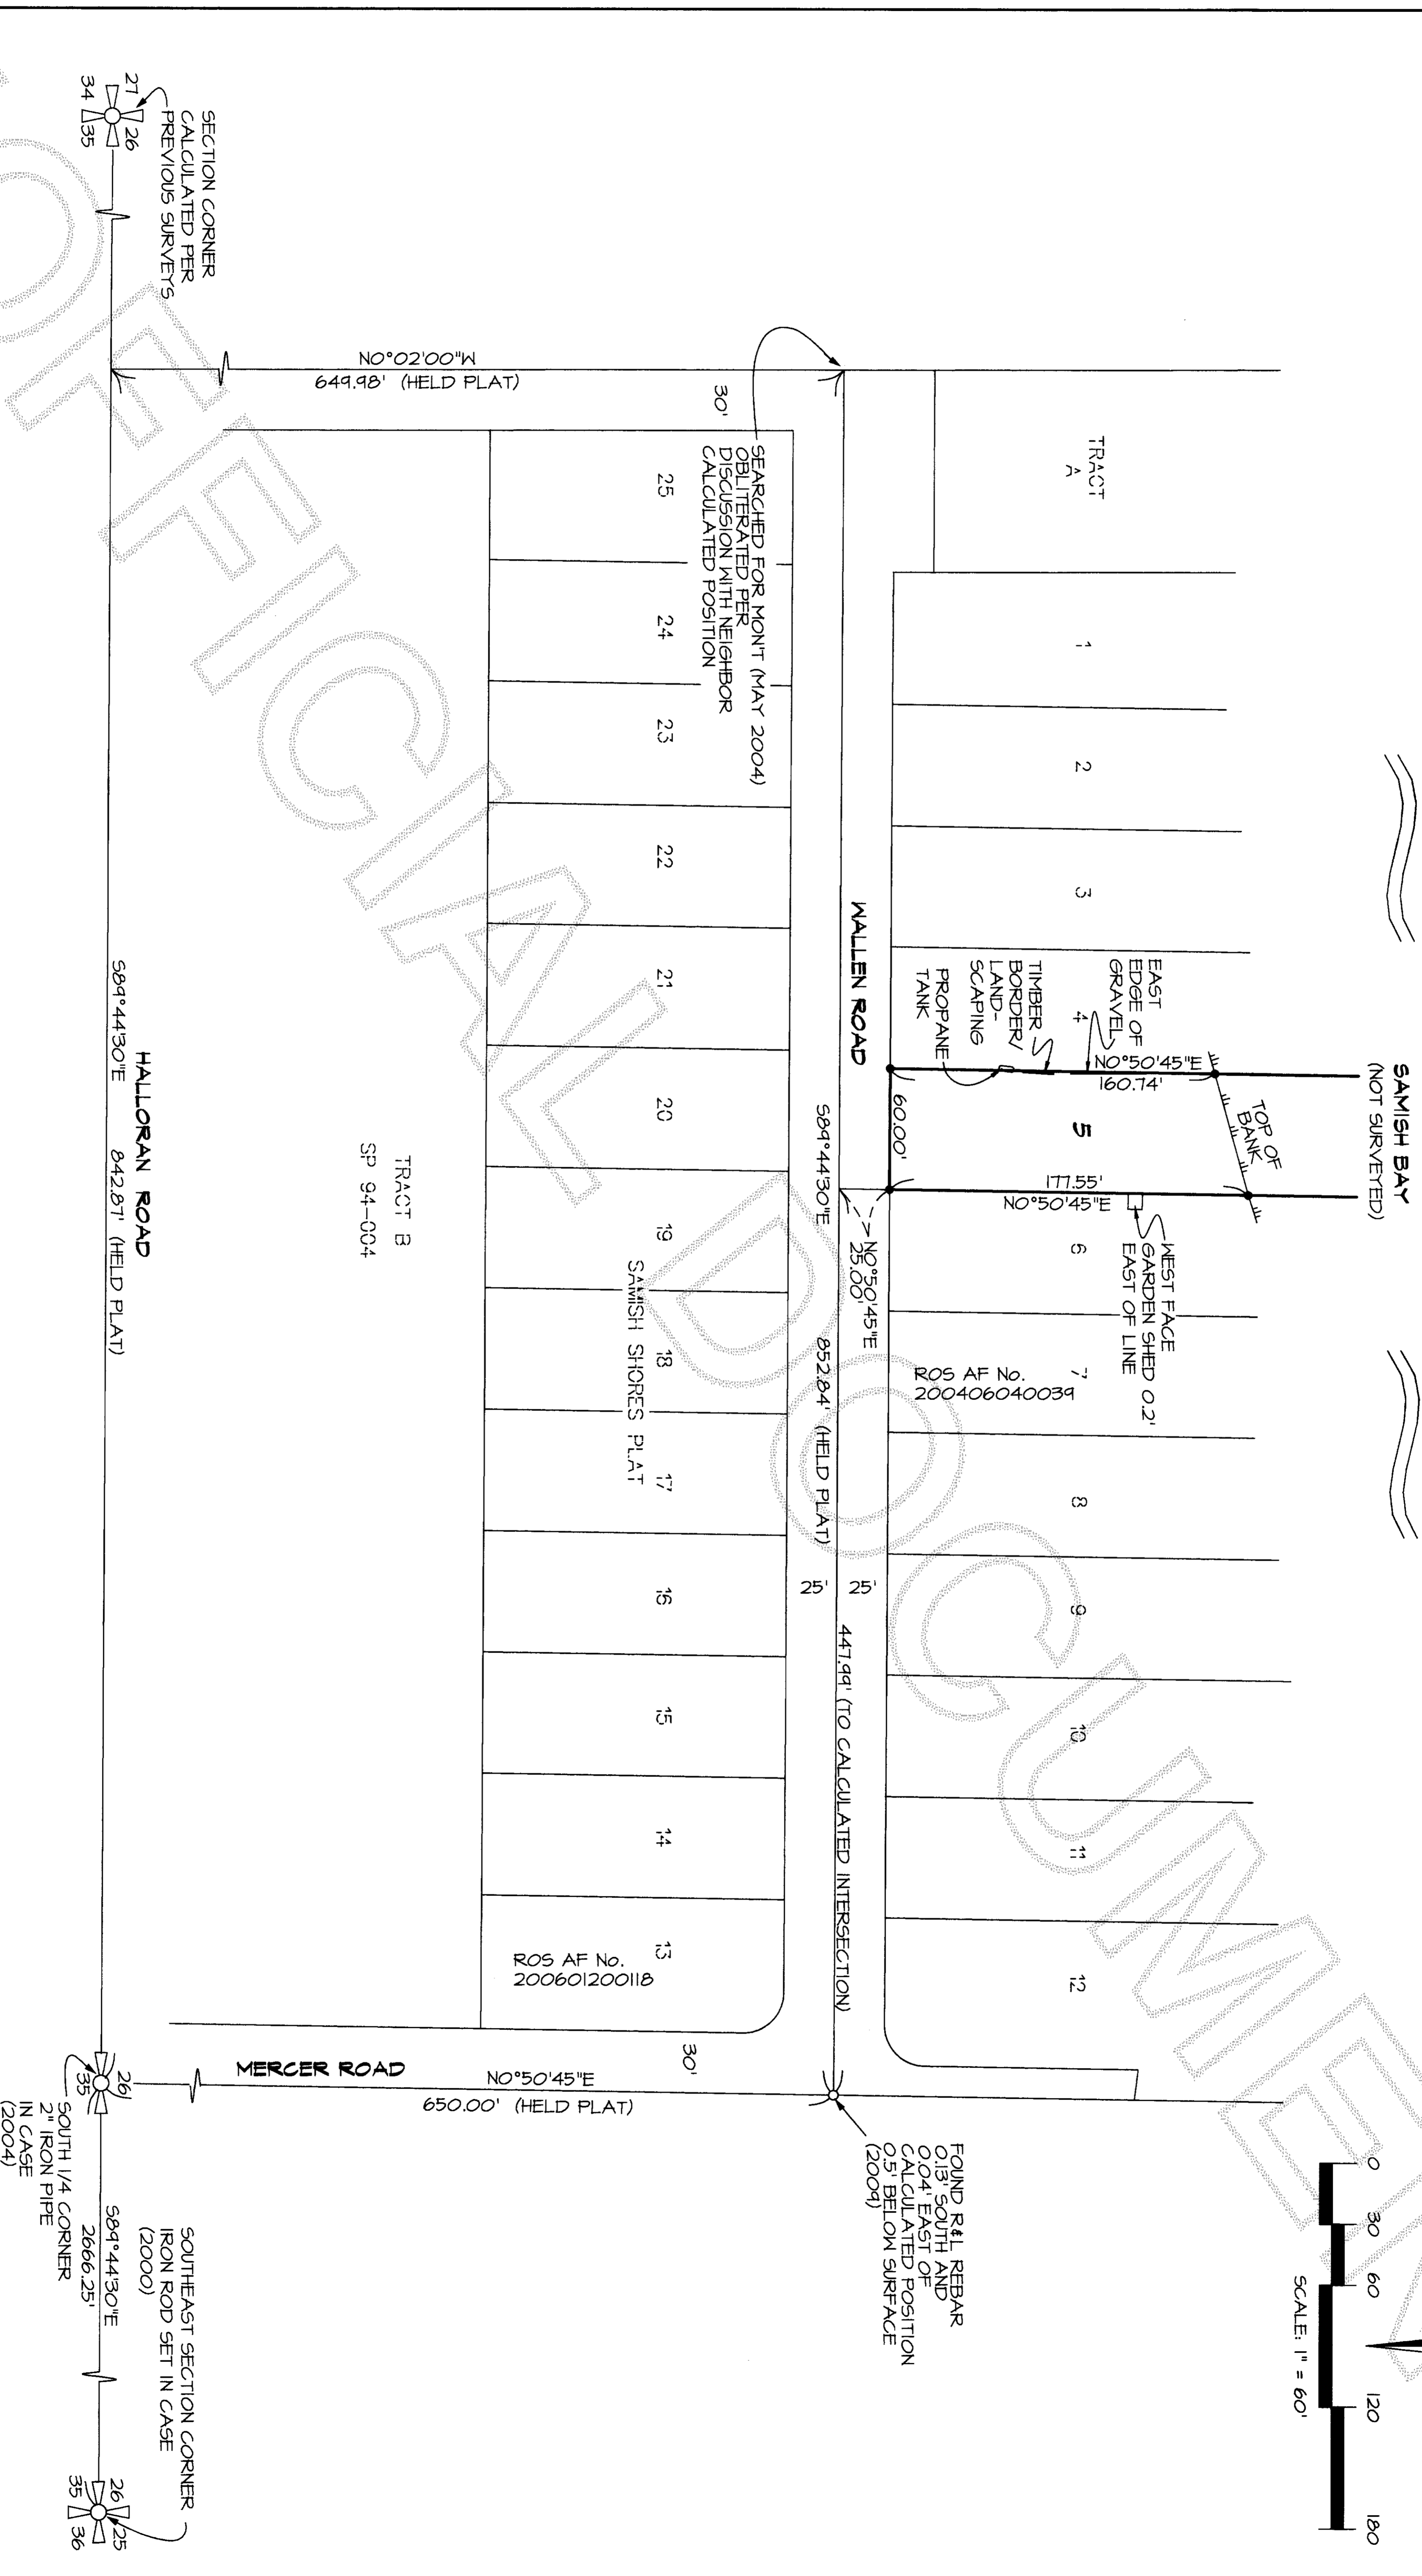 SAMISH BAY
(NOT SURVEYED)
0 30 60 120 180
SCALE: 1" = 60'
TRACT
A
1
2
3
4
5
6
7
8
9
10
11
12
EAST
EDGE OF
GRAVEL
TIMBER
BORDER/
LAND-
SCAPING
PROPANE
TANK
N0°50'45"E
160.74'
TOP OF
BANK
60.00'
177.55'
N0°50'45"E
WEST FACE
GARDEN SHED 0.2'
EAST OF LINE
ROS AF No.
200406040039
N0°50'45"E
25.00'
WALLEN ROAD
S89°44'30"E 852.84' (HELD PLAT)
25'
25'
447.99' (TO CALCULATED INTERSECTION)
FOUND R&L REBAR
0.13' SOUTH AND
0.04' EAST OF
CALCULATED POSITION
0.5' BELOW SURFACE
(2009)
SEARCHED FOR MON'T (MAY 2004)
OBLITERATED PER
DISCUSSION WITH NEIGHBOR
CALCULATED POSITION
30'
N0°02'00"W
649.98' (HELD PLAT)
25
24
23
22
21
20
19
18
17
16
15
14
13
SAMISH SHORES PLAT
ROS AF No.
200601200118
30'
MERCER ROAD
N0°50'45"E
650.00' (HELD PLAT)
TRACT B
SP 94-004
SECTION CORNER
CALCULATED PER
PREVIOUS SURVEYS
27 26
34 35
HALLORAN ROAD
S89°44'30"E 842.87' (HELD PLAT)
26
35
SOUTH 1/4 CORNER
2" IRON PIPE
IN CASE
(2004)
S89°44'30"E
2666.25'
SOUTHEAST SECTION CORNER
IRON ROD SET IN CASE
(2000)
26 25
35 36
OFFICIAL DOCUMEN